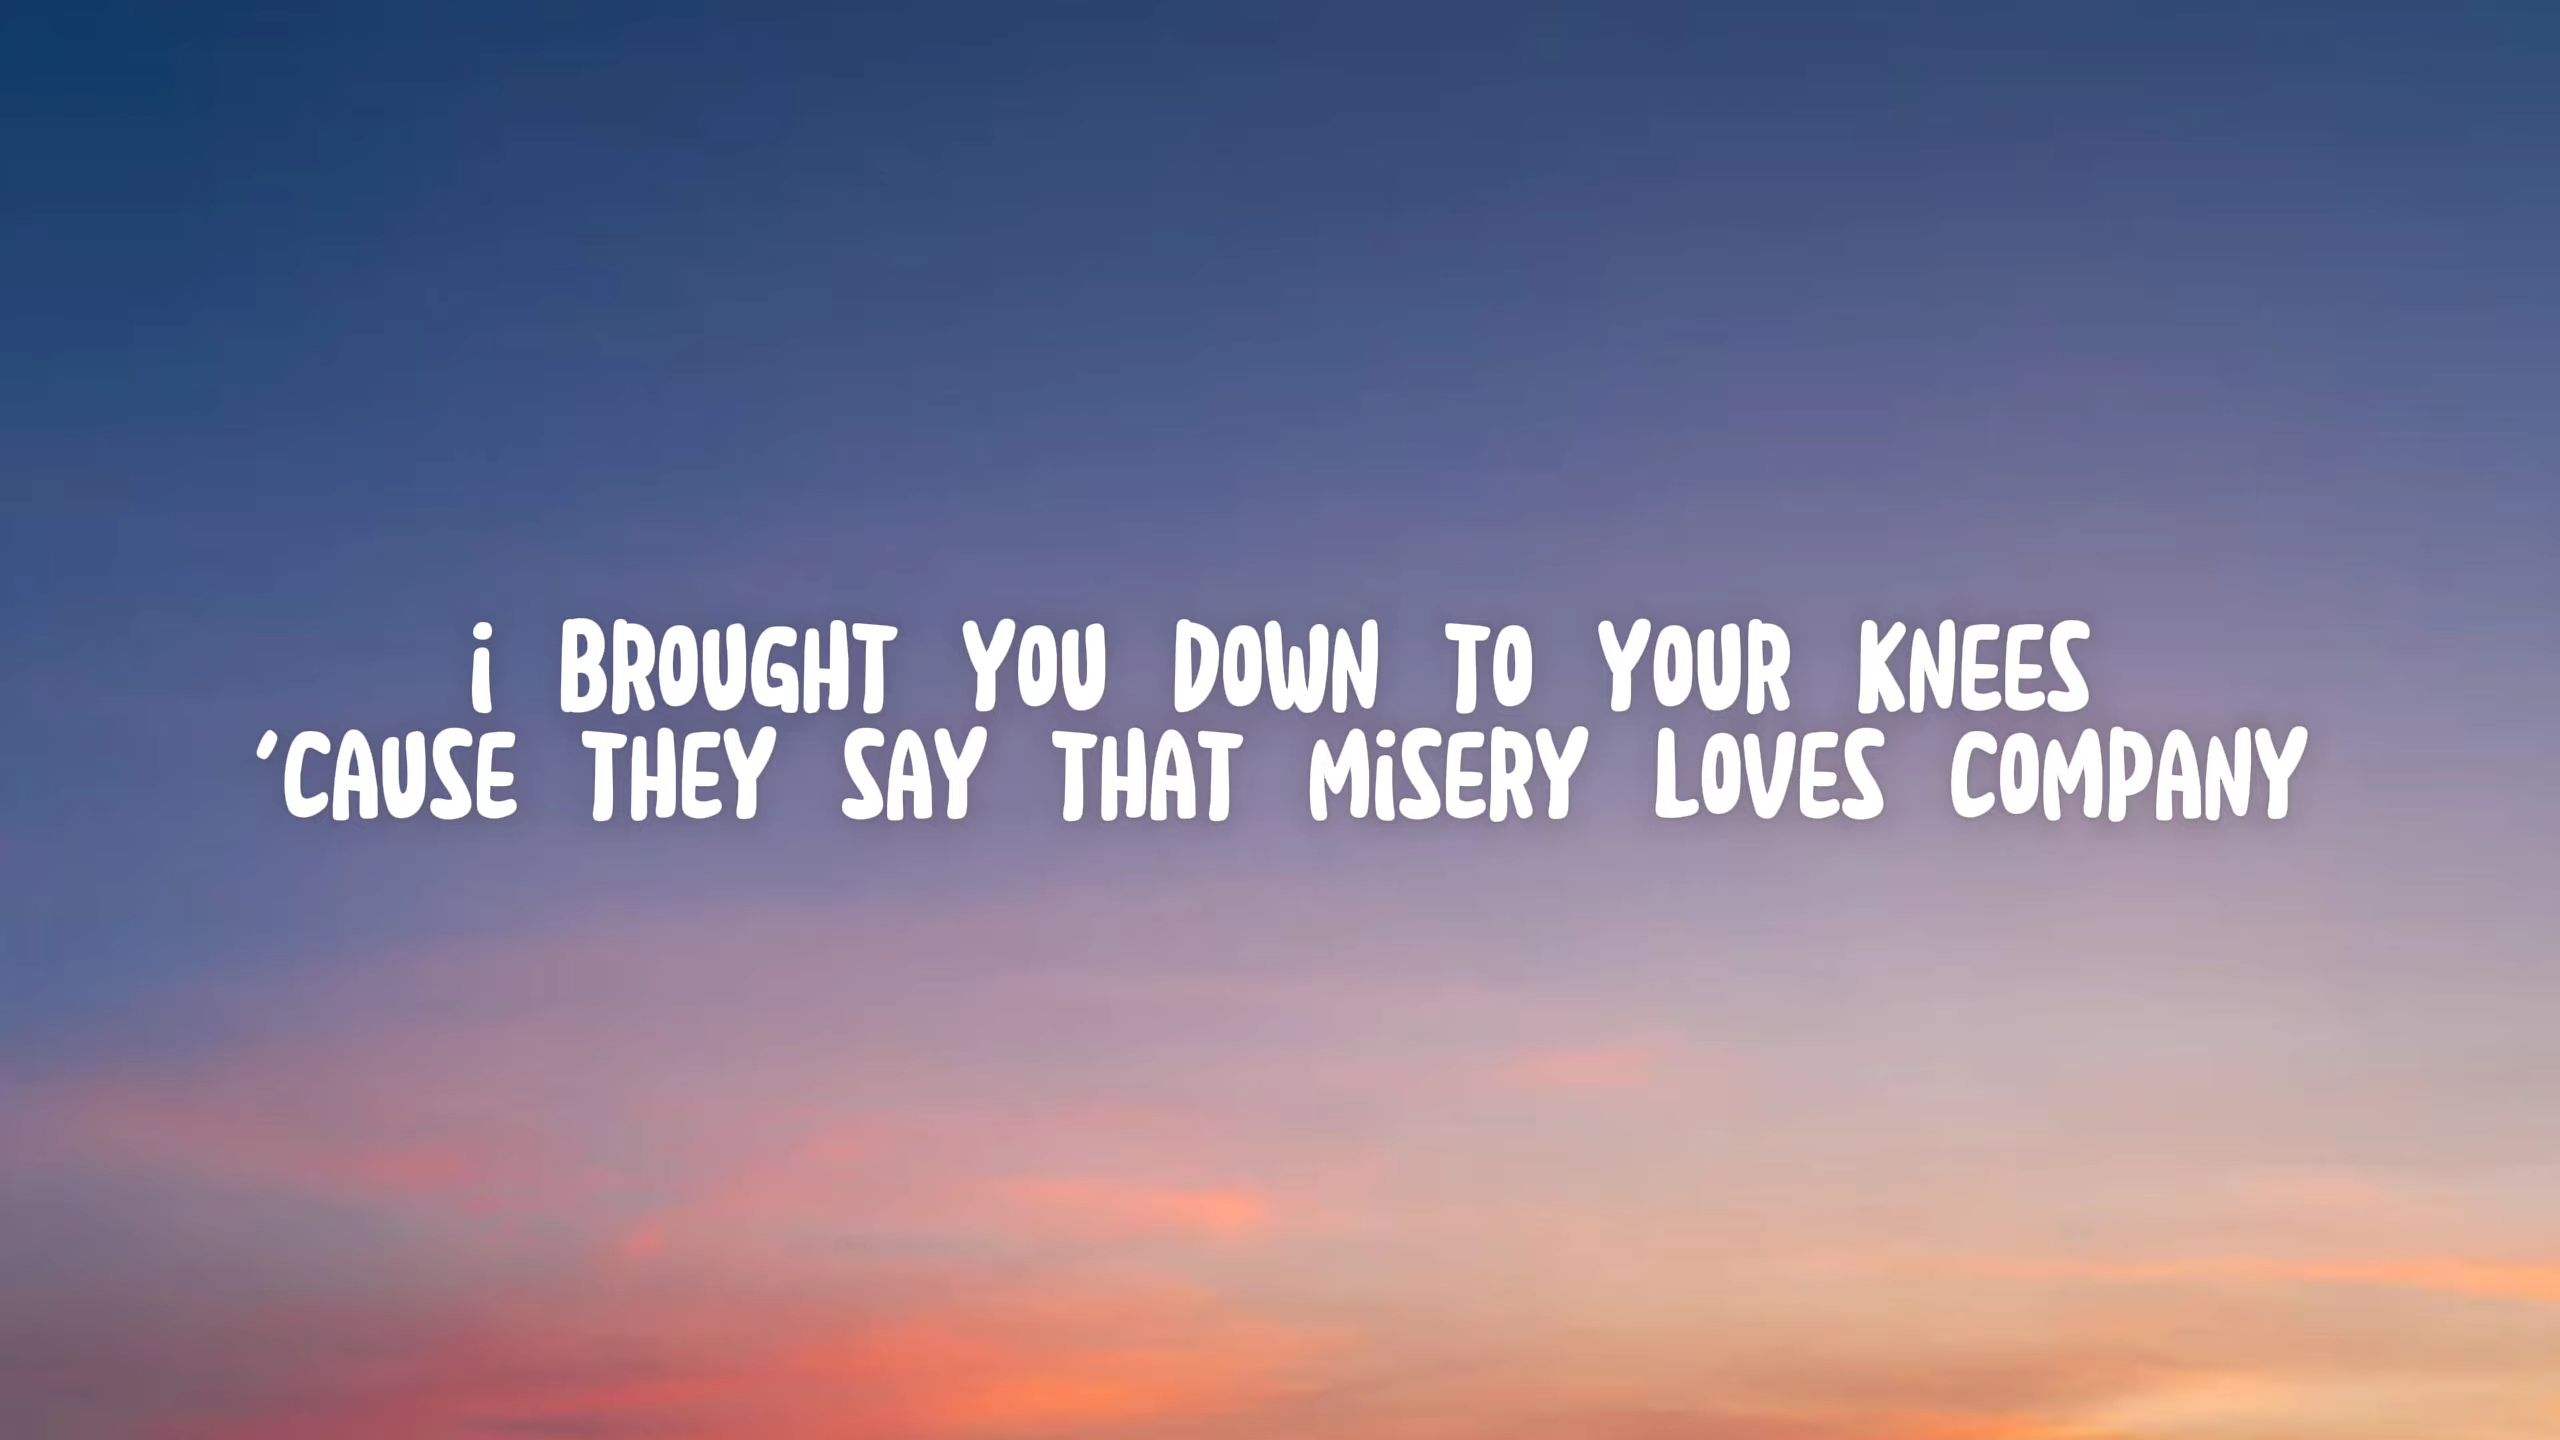 i BROUGHT YOU DOWN TO YOUR KNEES
'CAUSE THEY SAY THAT MiSERY LOVES COMPANY